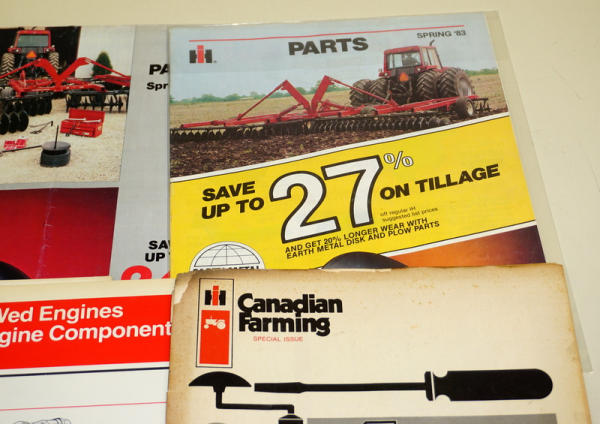 IH
PARTS
SPRING '83
SAVE
UP TO
27%
ON TILLAGE
off regular IH
suggested list prices
AND GET 20% LONGER WEAR WITH
EARTH METAL DISK AND PLOW PARTS
PA
Spr
SAV
UP
Wed Engines
gine Component
IH
Canadian
Farming
SPECIAL ISSUE